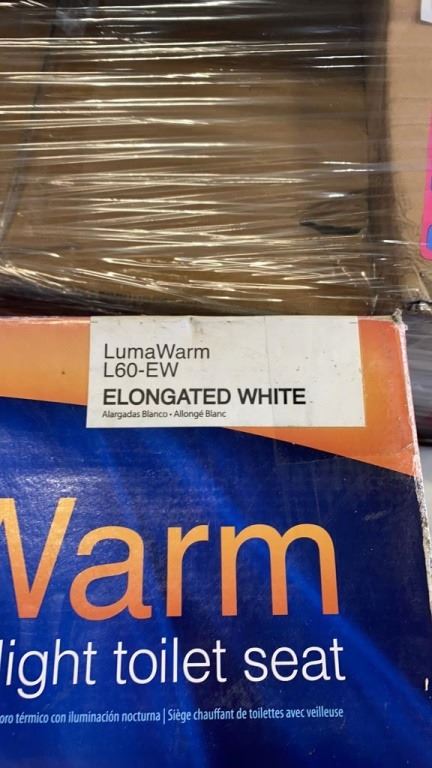 LumaWarm
L60-EW
ELONGATED WHITE
Alargadas Blanco • Allongé Blanc
Warm
light toilet seat
oro térmico con iluminación nocturna | Siège chauffant de toilettes avec veilleuse